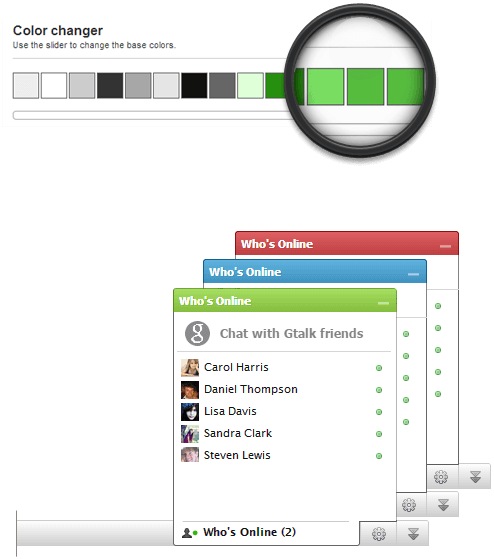 Color changer
Use the slider to change the base colors.
Who's Online
Who's Online
Who's Online
g Chat with Gtalk friends
Carol Harris
Daniel Thompson
Lisa Davis
Sandra Clark
Steven Lewis
Who's Online (2)